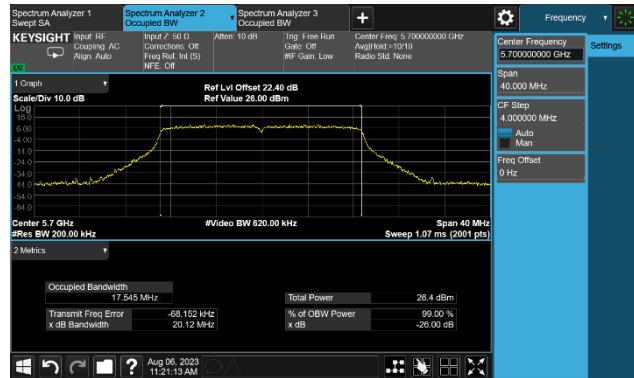 Spectrum Analyzer 1
Swept SA
Spectrum Analyzer 2
Occupied BW
Spectrum Analyzer 3
Occupied BW
Frequency
KEYSIGHT
Input: RF
Coupling: AC
Align: Auto
Input Z: 50 Ω
Corrections: Off
Freq Ref: Int (S)
NFE: Off
Atten: 10 dB
Trig: Free Run
Gate: Off
#IF Gain: Low
Center Freq: 5.700000000 GHz
Avg|Hold:>10/10
Radio Std: None
Center Frequency
5.700000000 GHz
Settings
Span
40.000 MHz
CF Step
4.000000 MHz
Auto
Man
Freq Offset
0 Hz
1 Graph
Scale/Div 10.0 dB
Ref Lvl Offset 22.40 dB
Ref Value 26.00 dBm
Log
16.0
6.00
-4.00
-14.0
-24.0
-34.0
-44.0
-54.0
-64.0
Center 5.7 GHz
#Res BW 200.00 kHz
#Video BW 620.00 kHz
Span 40 MHz
Sweep 1.07 ms (2001 pts)
2 Metrics
Occupied Bandwidth
17.545 MHz
Total Power 26.4 dBm
Transmit Freq Error -68.152 kHz
% of OBW Power 99.00 %
x dB Bandwidth 20.12 MHz
x dB -26.00 dB
Aug 06, 2023
11:21:13 AM